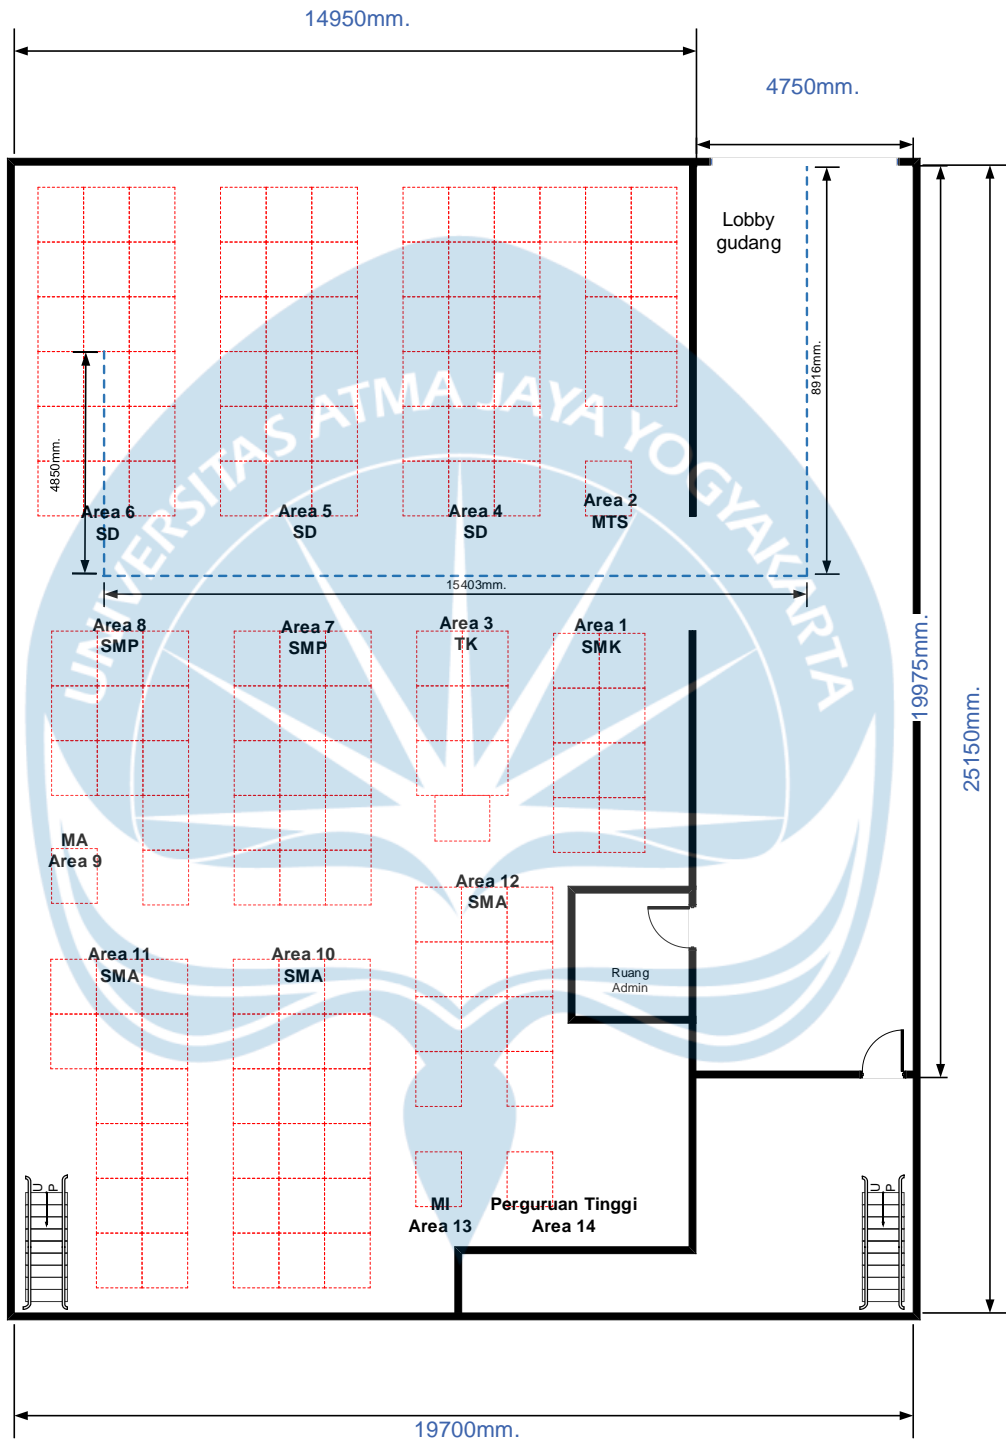 14950mm.
4750mm.
Lobby
gudang
8916mm.
4850mm.
UNIVERSITAS ATMA JAYA YOGYAKARTA
Area 6
SD
Area 5
SD
Area 4
SD
Area 2
MTS
15403mm.
Area 8
SMP
Area 7
SMP
Area 3
TK
Area 1
SMK
19975mm.
25150mm.
MA
Area 9
Area 12
SMA
Area 11
SMA
Area 10
SMA
Ruang
Admin
UP
UP
MI
Area 13
Perguruan Tinggi
Area 14
19700mm.